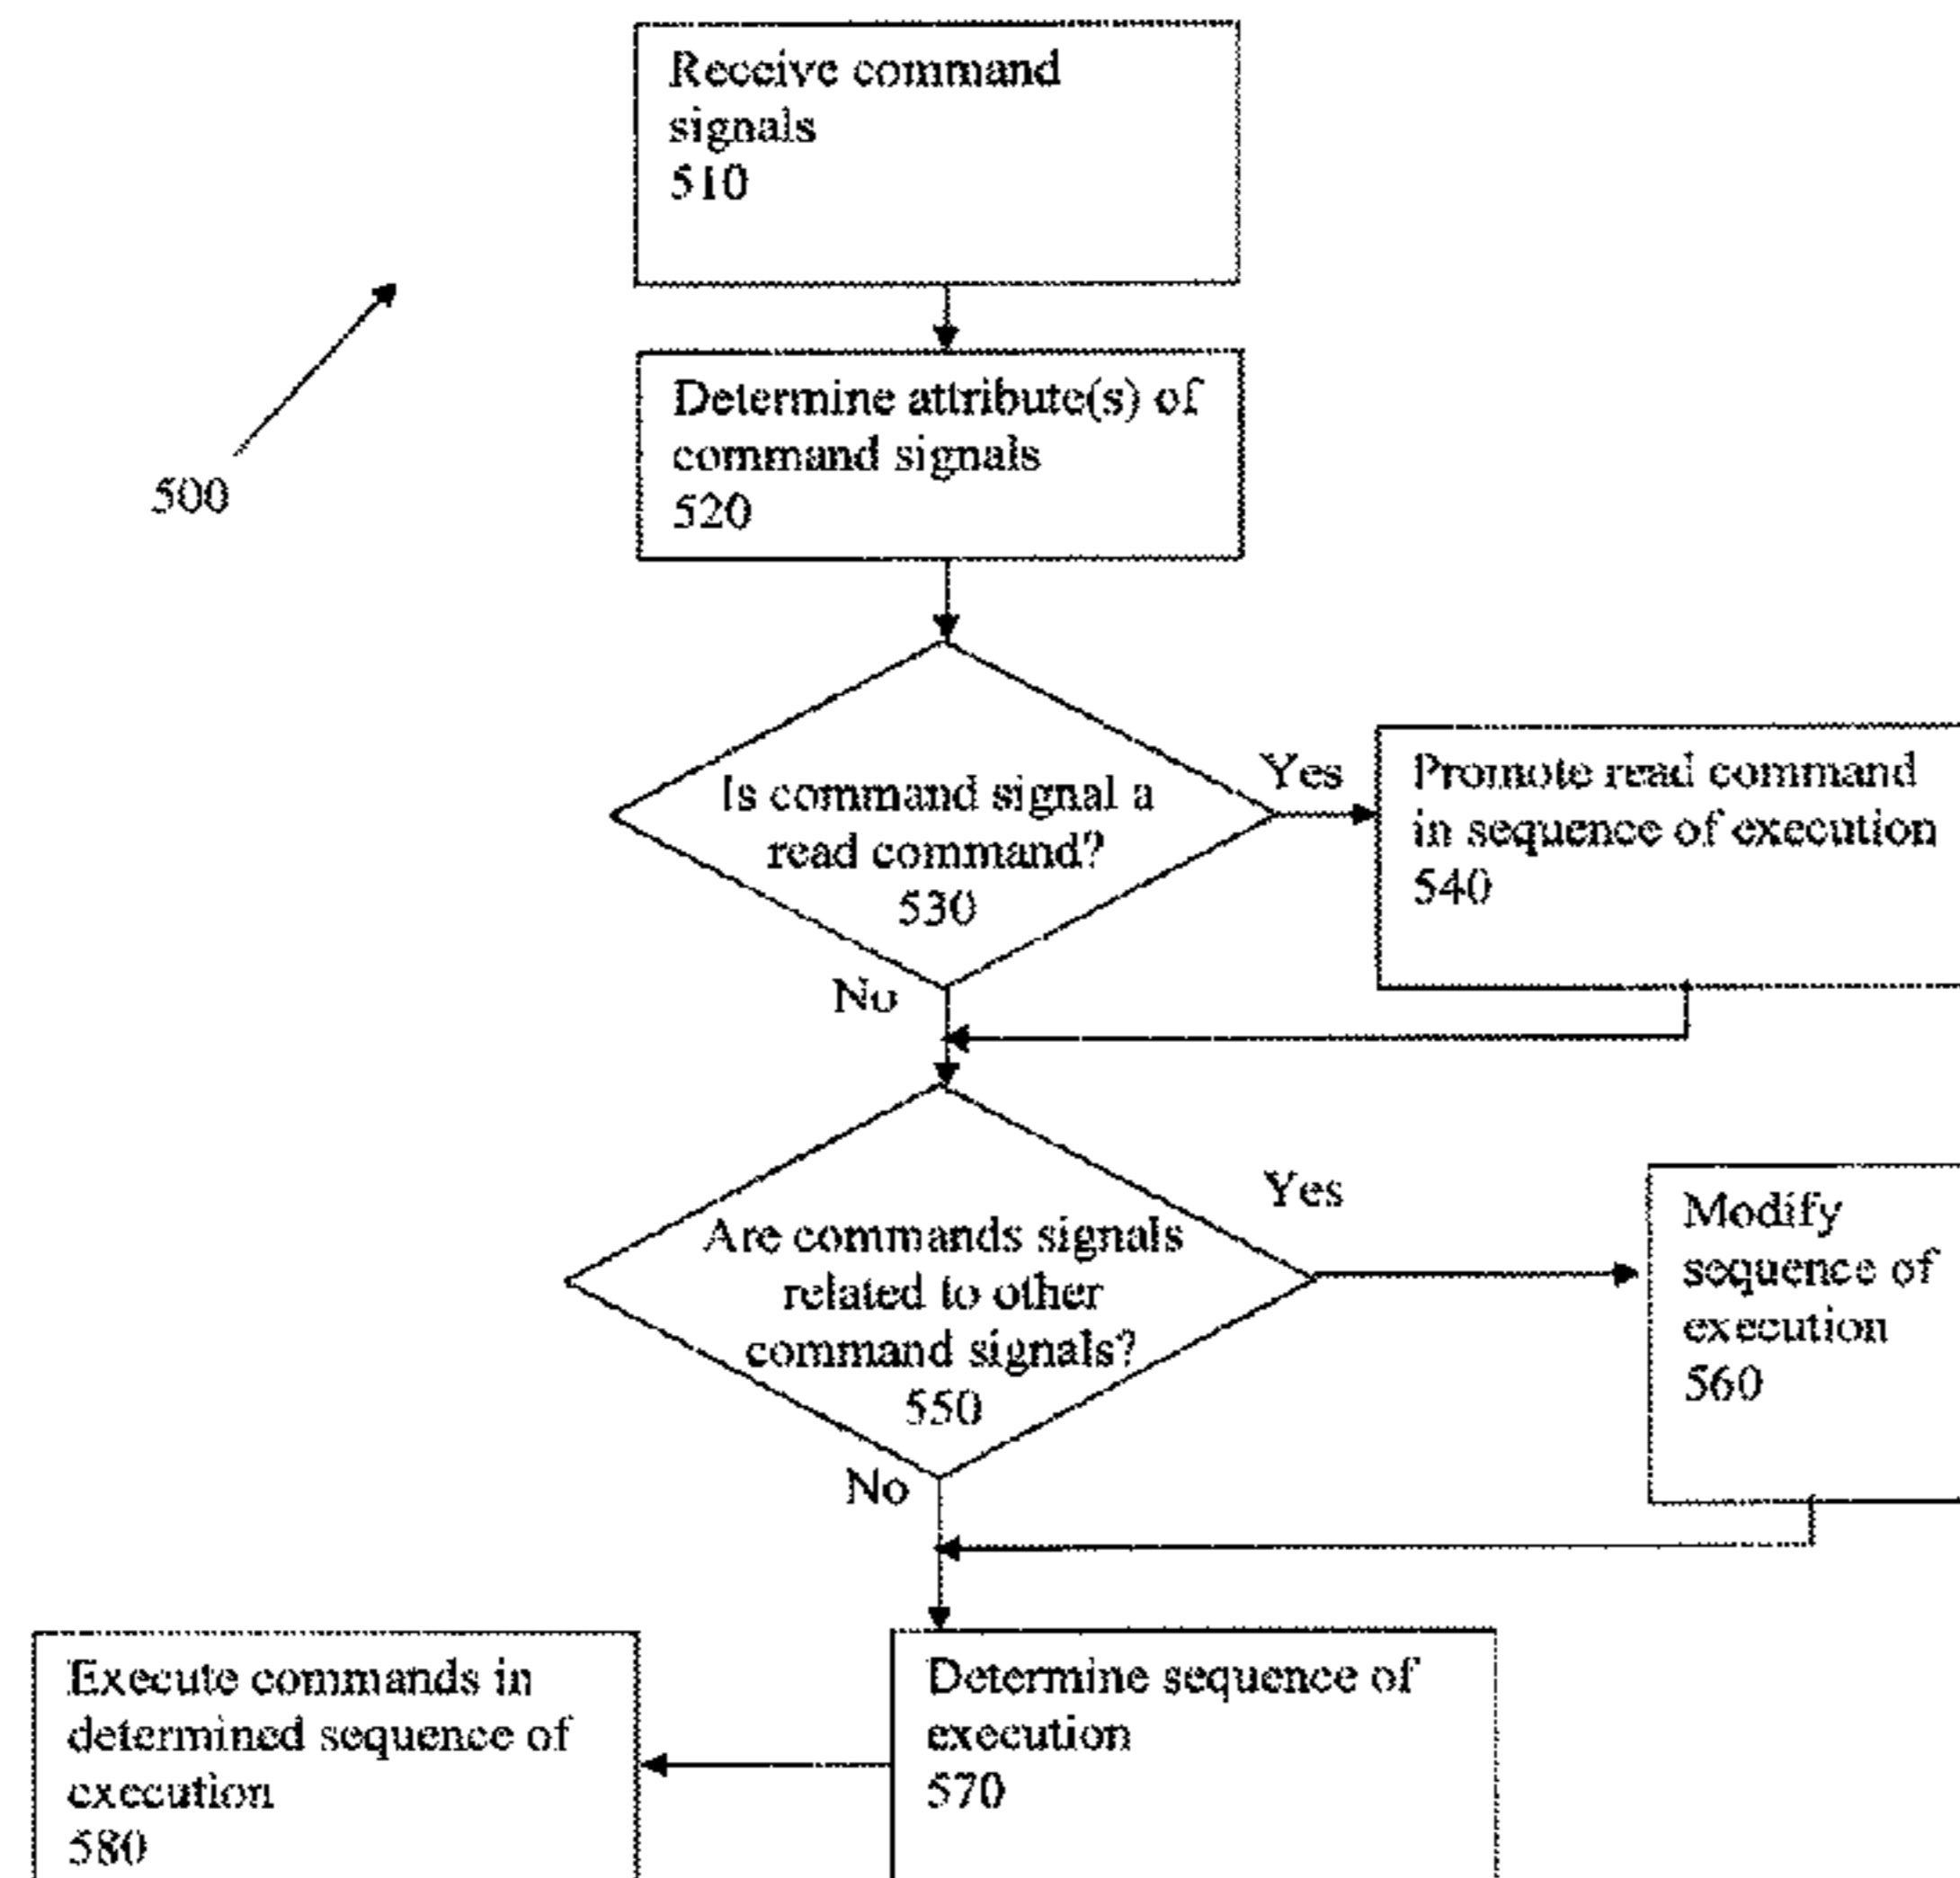 Receive command
signals
510
500
Determine attribute(s) of
command signals
520
Is command signal a
read command?
530
Yes
Promote read command
in sequence of execution
540
No
Are commands signals
related to other
command signals?
550
Yes
Modify
sequence of
execution
560
No
Determine sequence of
execution
570
Execute commands in
determined sequence of
execution
580